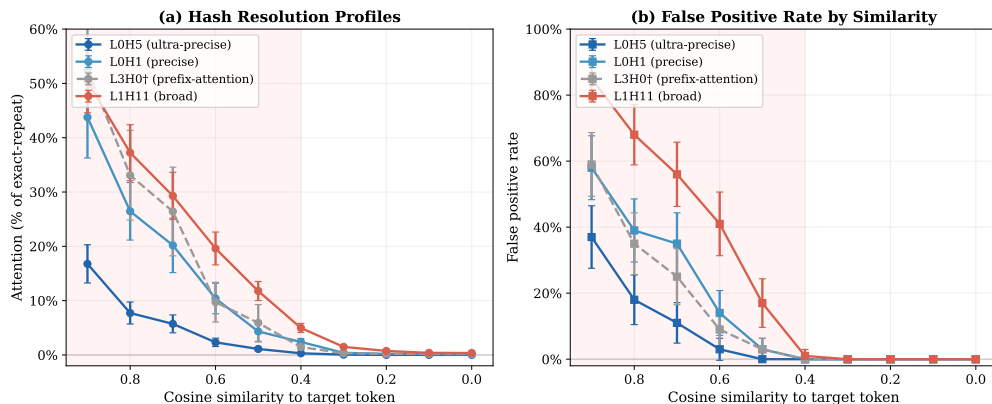 (a) Hash Resolution Profiles
60%
50%
40%
30%
20%
10%
0%
Attention (% of exact-repeat)
L0H5 (ultra-precise)
L0H1 (precise)
L3H0† (prefix-attention)
L1H11 (broad)
0.8
0.6
0.4
0.2
0.0
Cosine similarity to target token
(b) False Positive Rate by Similarity
100%
80%
60%
40%
20%
0%
False positive rate
L0H5 (ultra-precise)
L0H1 (precise)
L3H0† (prefix-attention)
L1H11 (broad)
0.8
0.6
0.4
0.2
0.0
Cosine similarity to target token